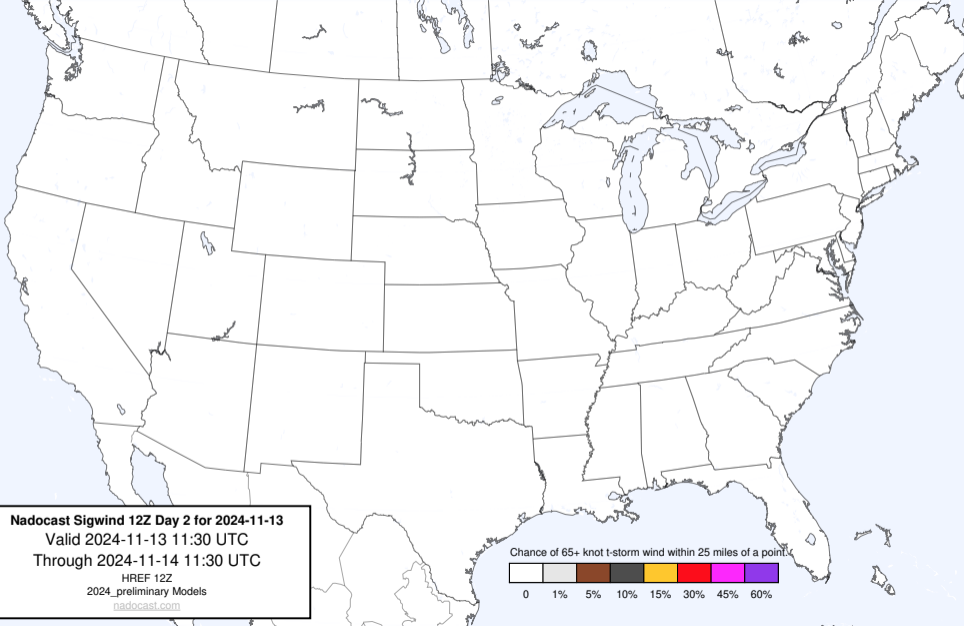 Nadocast Sigwind 12Z Day 2 for 2024-11-13
Valid 2024-11-13 11:30 UTC
Through 2024-11-14 11:30 UTC
HREF 12Z
2024_preliminary Models
nadocast.com
Chance of 65+ knot t-storm wind within 25 miles of a point.
0 1% 5% 10% 15% 30% 45% 60%